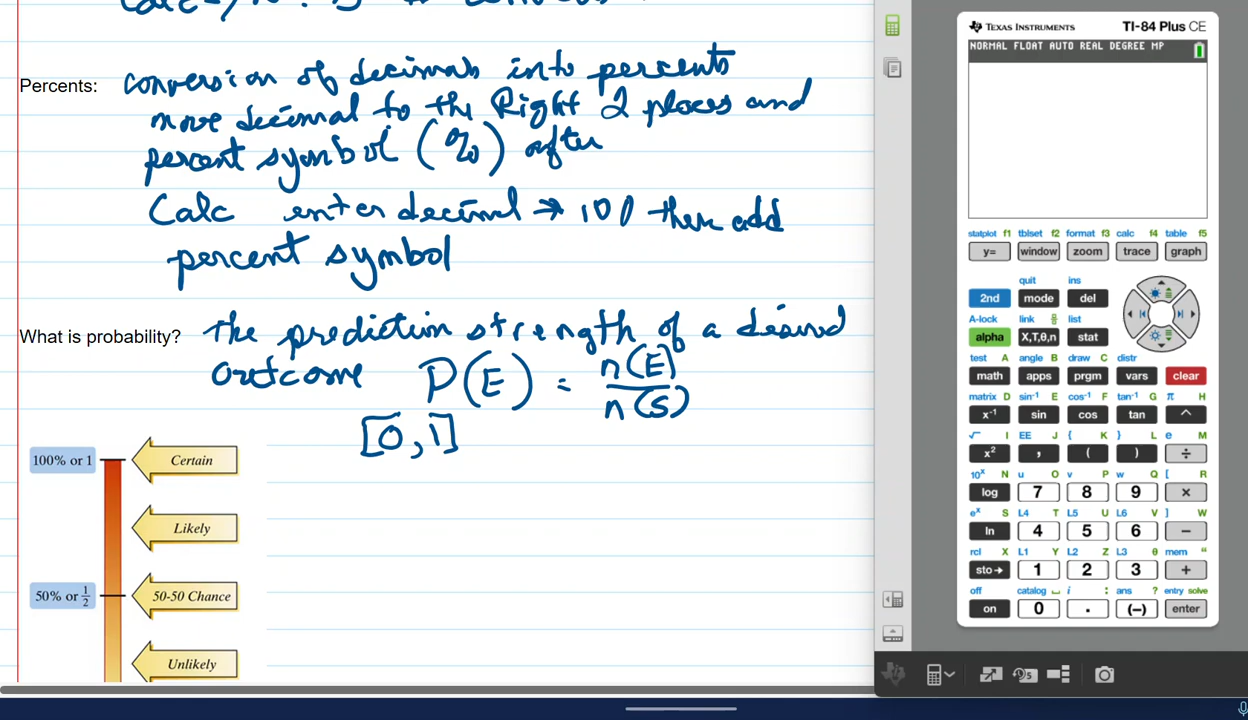 Percents: conversion of decimals into percents
move decimal to the Right 2 places and
percent symbol (%) after
Calc enter decimal → 100 then add
percent symbol
What is probability? the prediction strength of a desired
outcome P(E) = n(E)/n(S)
[0,1]
100% or 1 Certain
Likely
50% or 1/2 50-50 Chance
Unlikely
TEXAS INSTRUMENTS TI-84 Plus CE
NORMAL FLOAT AUTO REAL DEGREE MP
statplot f1 tblset f2 format f3 calc f4 table f5
y= window zoom trace graph
quit ins
2nd mode del
A-lock link list
alpha X,T,θ,n stat
test A angle B draw C distr
math apps prgm vars clear
matrix D sin⁻¹ E cos⁻¹ F tan⁻¹ G π H
x⁻¹ sin cos tan ^
√ I EE J { K } L e M
x² , ( ) ÷
10ˣ N u O v P w Q [ R
log 7 8 9 ×
eˣ S L4 T L5 U L6 V ] W
ln 4 5 6 −
rcl X L1 Y L2 Z L3 θ mem "
sto→ 1 2 3 +
off catalog i : ans ? entry solve
on 0 . (−) enter